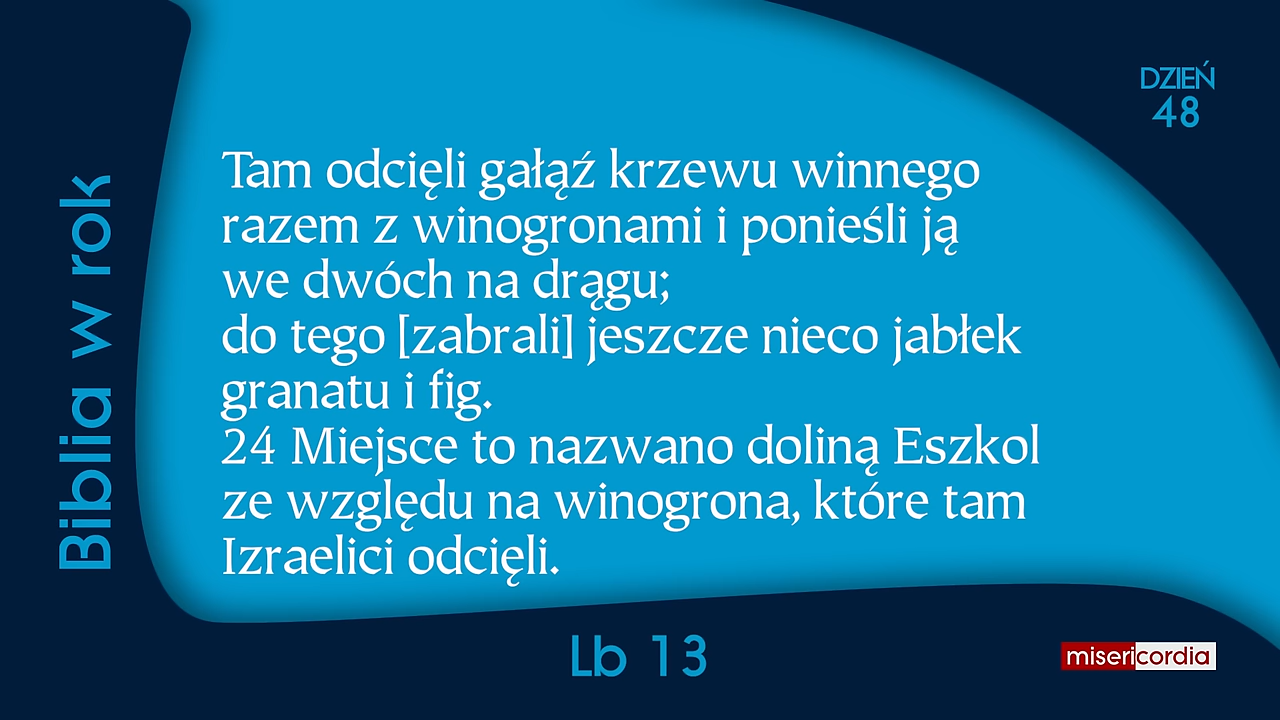 DZIEŃ
48
Biblia w rok
Tam odcięli gałąź krzewu winnego
razem z winogronami i ponieśli ją
we dwóch na drągu;
do tego [zabrali] jeszcze nieco jabłek
granatu i fig.
24 Miejsce to nazwano doliną Eszkol
ze względu na winogrona, które tam
Izraelici odcięli.
Lb 13
misericordia